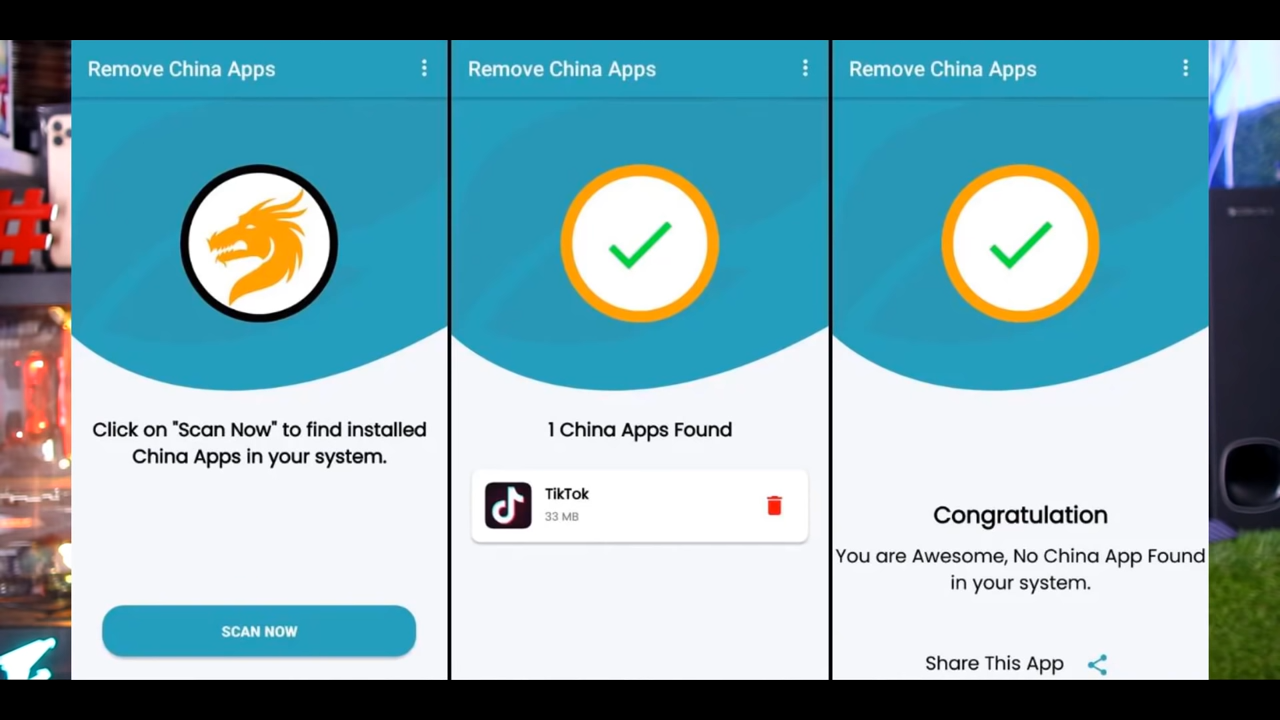 Remove China Apps
Click on "Scan Now" to find installed
China Apps in your system.
SCAN NOW
Remove China Apps
1 China Apps Found
TikTok
33 MB
Remove China Apps
Congratulation
You are Awesome, No China App Found
in your system.
Share This App
#